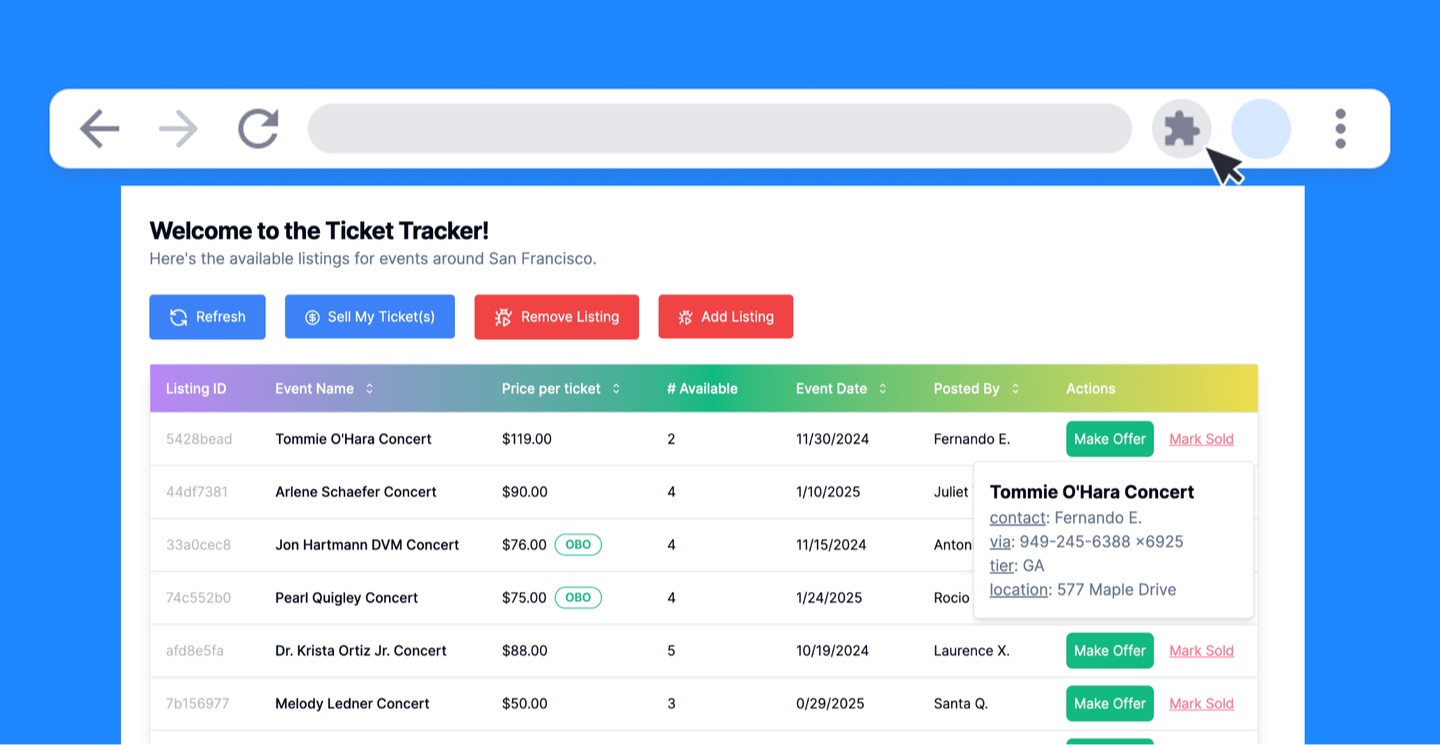 Welcome to the Ticket Tracker!
Here's the available listings for events around San Francisco.
Refresh Sell My Ticket(s) Remove Listing Add Listing
Listing ID Event Name Price per ticket # Available Event Date Posted By Actions
5428bead Tommie O'Hara Concert $119.00 2 11/30/2024 Fernando E. Make Offer Mark Sold
44df7381 Arlene Schaefer Concert $90.00 4 1/10/2025 Juliet
33a0cec8 Jon Hartmann DVM Concert $76.00 OBO 4 11/15/2024 Anton
74c552b0 Pearl Quigley Concert $75.00 OBO 4 1/24/2025 Rocio
Tommie O'Hara Concert
contact: Fernando E.
via: 949-245-6388 ×6925
tier: GA
location: 577 Maple Drive
afd8e5fa Dr. Krista Ortiz Jr. Concert $88.00 5 10/19/2024 Laurence X. Make Offer Mark Sold
7b156977 Melody Ledner Concert $50.00 3 0/29/2025 Santa Q. Make Offer Mark Sold